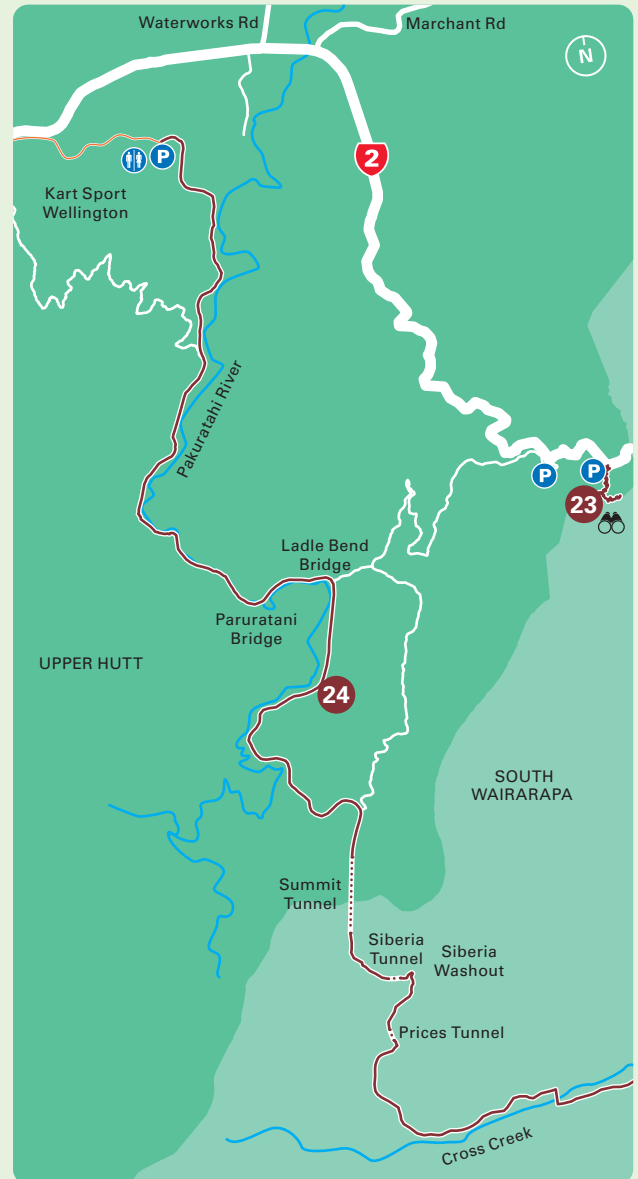 Waterworks Rd
Marchant Rd
N
2
P
Kart Sport
Wellington
Pakuratahi River
P
P
23
Ladle Bend
Bridge
Paruratani
Bridge
UPPER HUTT
24
SOUTH
WAIRARAPA
Summit
Tunnel
Siberia
Tunnel
Siberia
Washout
Prices Tunnel
Cross Creek